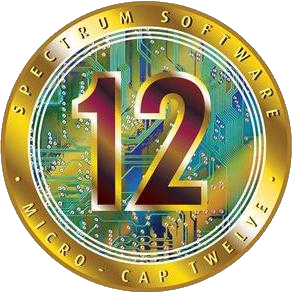 SPECTRUM SOFTWARE
12
· MICRO-CAP TWELVE ·